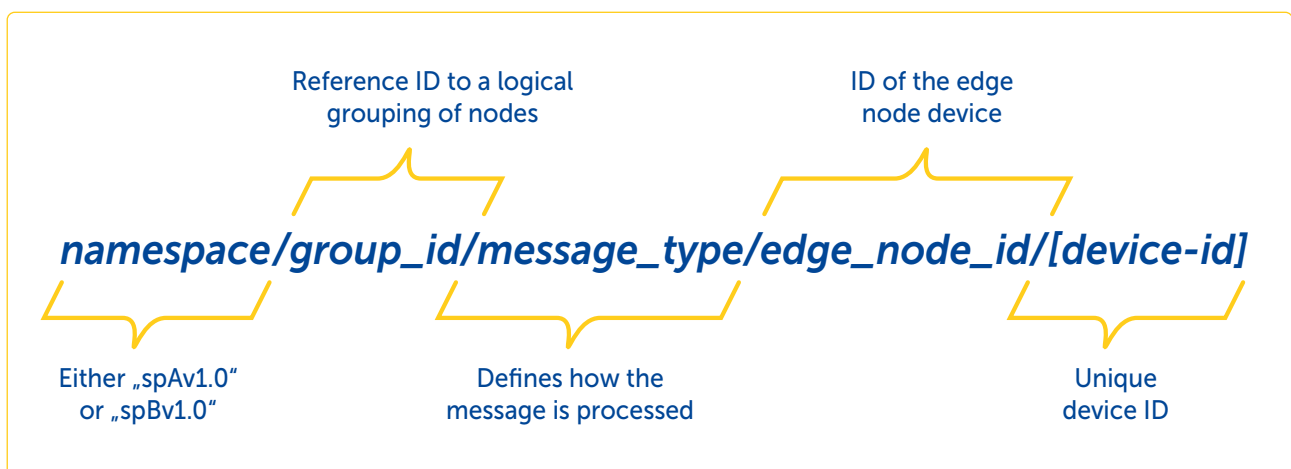 Reference ID to a logical
grouping of nodes
ID of the edge
node device
namespace/group_id/message_type/edge_node_id/[device-id]
Either „spAv1.0“
or „spBv1.0“
Defines how the
message is processed
Unique
device ID